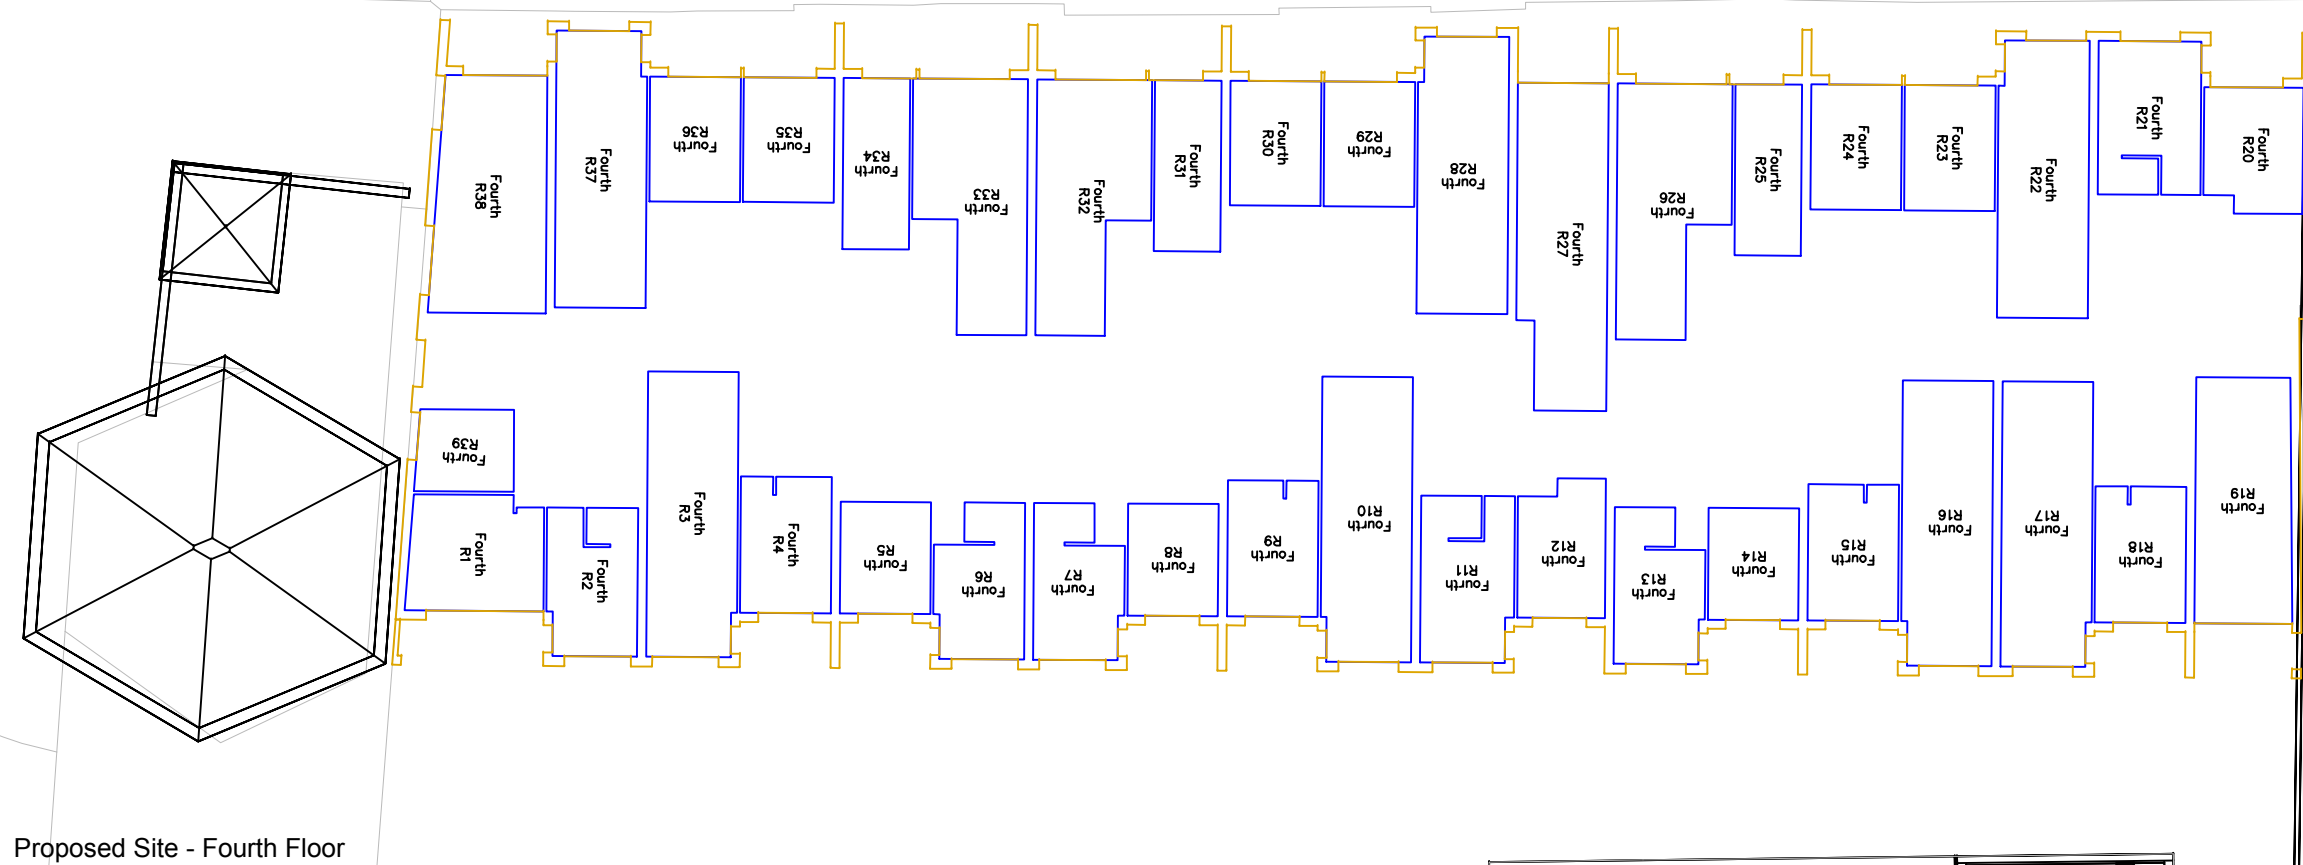 Fourth
R38
Fourth
R37
Fourth
R36
Fourth
R35
Fourth
R34
Fourth
R33
Fourth
R32
Fourth
R31
Fourth
R30
Fourth
R29
Fourth
R28
Fourth
R27
Fourth
R26
Fourth
R25
Fourth
R24
Fourth
R23
Fourth
R22
Fourth
R21
Fourth
R20
Fourth
R39
Fourth
R1
Fourth
R2
Fourth
R3
Fourth
R4
Fourth
R5
Fourth
R6
Fourth
R7
Fourth
R8
Fourth
R9
Fourth
R10
Fourth
R11
Fourth
R12
Fourth
R13
Fourth
R14
Fourth
R15
Fourth
R16
Fourth
R17
Fourth
R18
Fourth
R19
Proposed Site - Fourth Floor